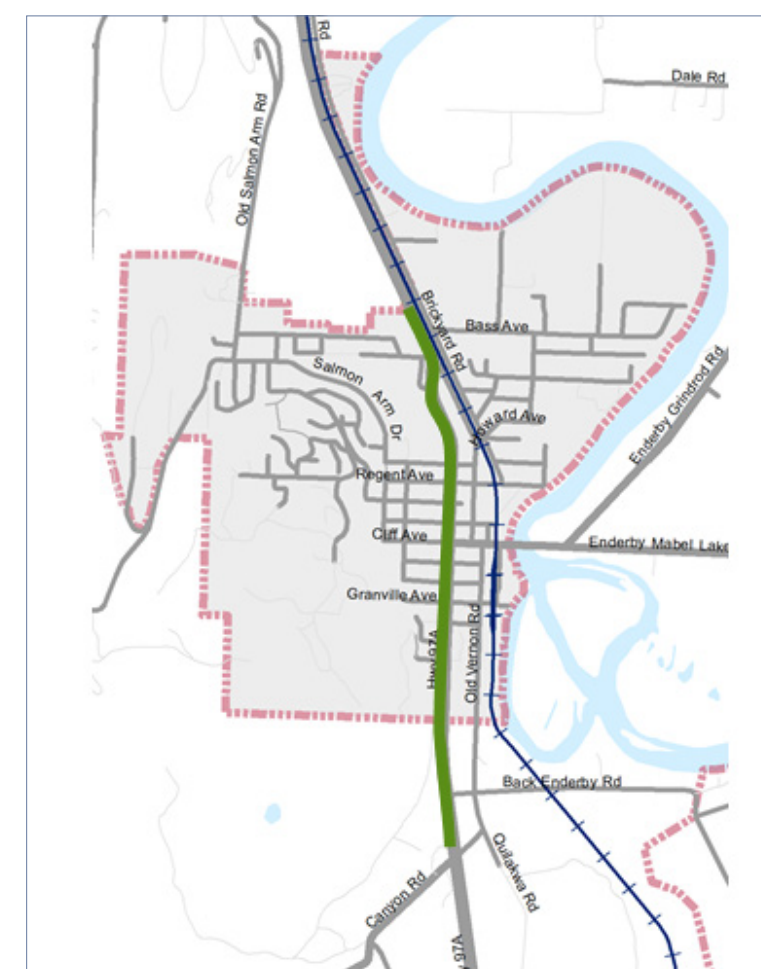 Rd
Dale Rd
Old Salmon Arm Rd
Brickyard Rd
Bass Ave
Salmon Arm Dr
Howard Ave
Enderby Grindrod Rd
Regent Ave
Cliff Ave
Enderby Mabel Lake
Granville Ave
Hwy 97A
Old Vernon Rd
Back Enderby Rd
Quilakwa Rd
Canyon Rd
97A